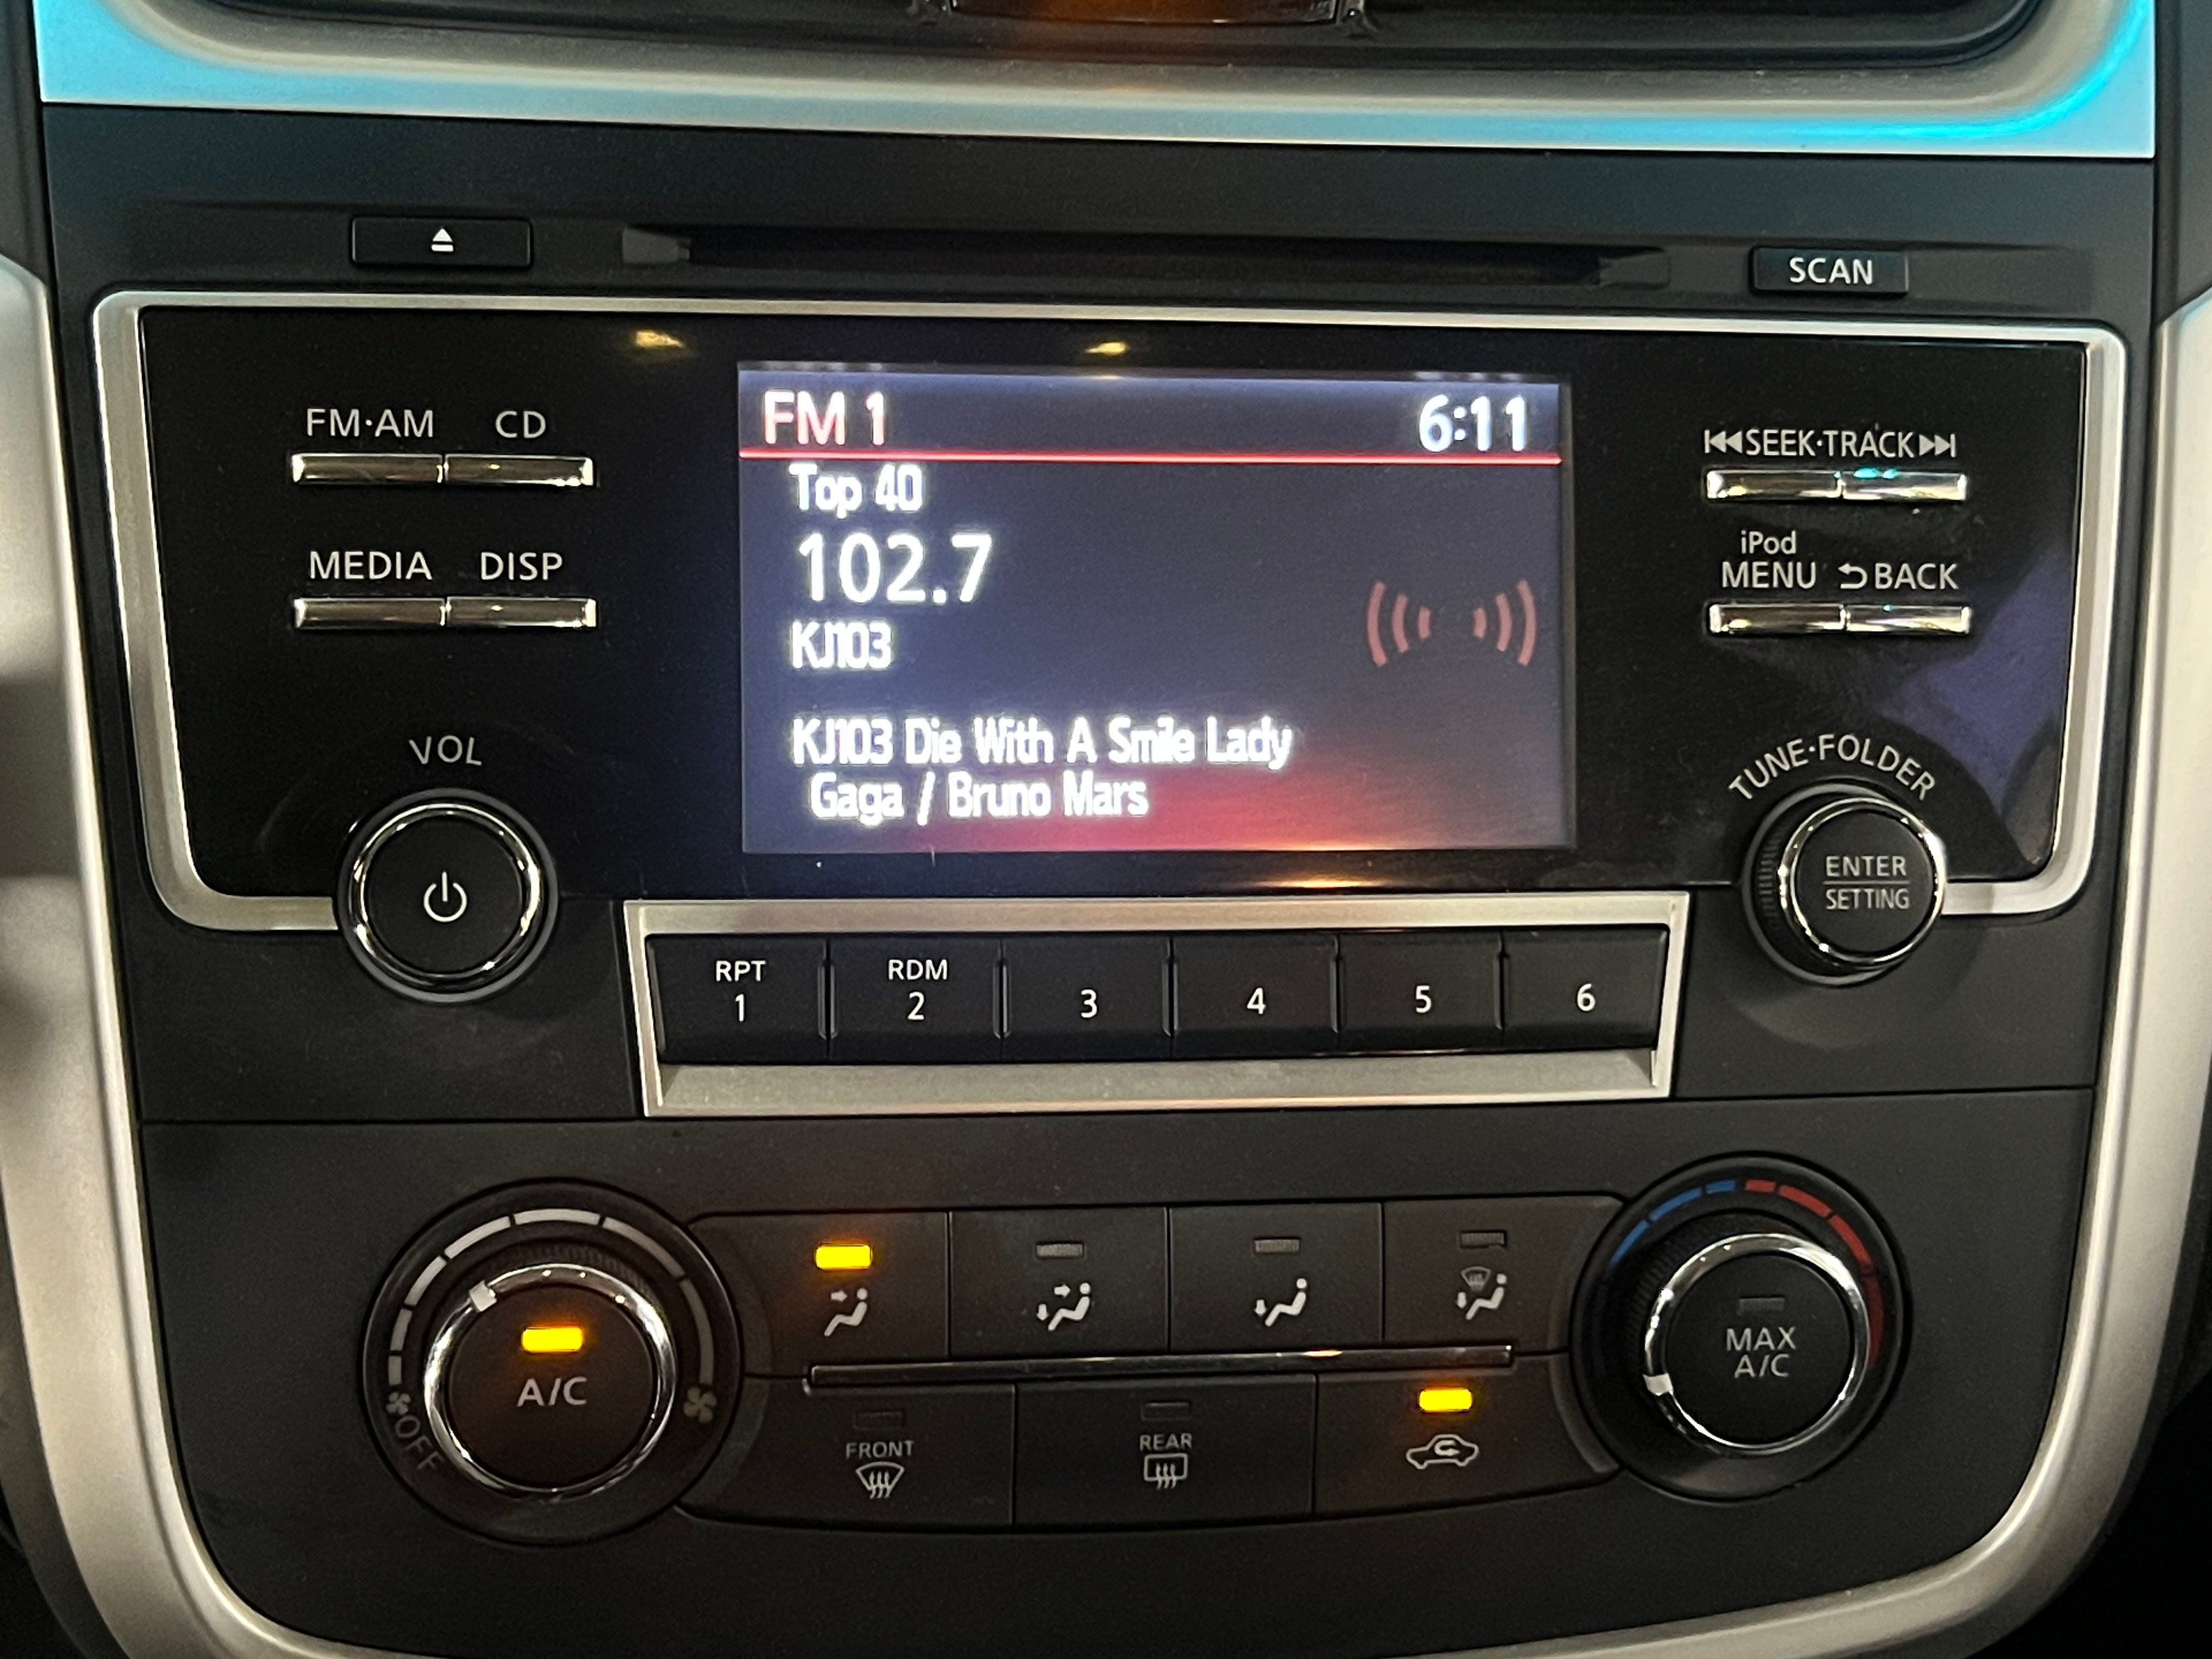 SCAN
FM·AM CD
MEDIA DISP
VOL
FM 1 6:11
Top 40
102.7
KJ103
KJ103 Die With A Smile Lady
Gaga / Bruno Mars
SEEK·TRACK
iPod
MENU BACK
TUNE·FOLDER
ENTER
SETTING
RPT RDM
1 2 3 4 5 6
A/C
OFF
MAX
A/C
FRONT
REAR